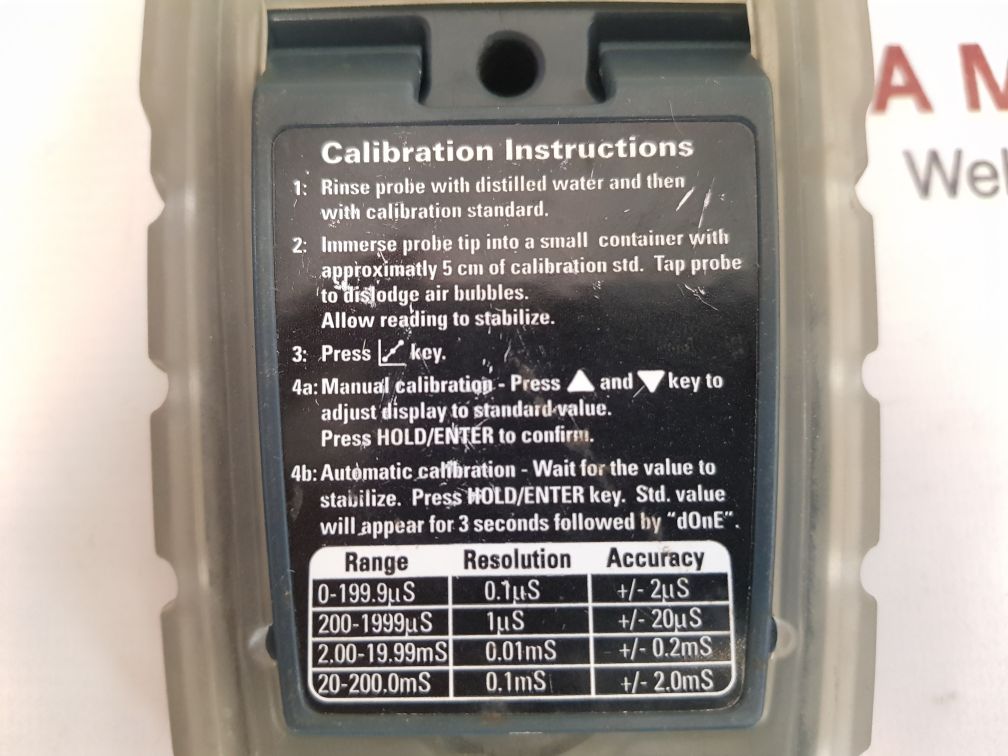 Calibration Instructions
1: Rinse probe with distilled water and then
with calibration standard.
2: Immerse probe tip into a small container with
approximatly 5 cm of calibration std. Tap probe
to dislodge air bubbles.
Allow reading to stabilize.
3: Press key.
4a: Manual calibration - Press ▲ and ▼ key to
adjust display to standard value.
Press HOLD/ENTER to confirm.
4b: Automatic calibration - Wait for the value to
stabilize. Press HOLD/ENTER key. Std. value
will appear for 3 seconds followed by “dOnE”.
Range Resolution Accuracy
0-199.9µS 0.1µS +/- 2µS
200-1999µS 1µS +/- 20µS
2.00-19.99mS 0.01mS +/- 0.2mS
20-200.0mS 0.1mS +/- 2.0mS
A M
Wel